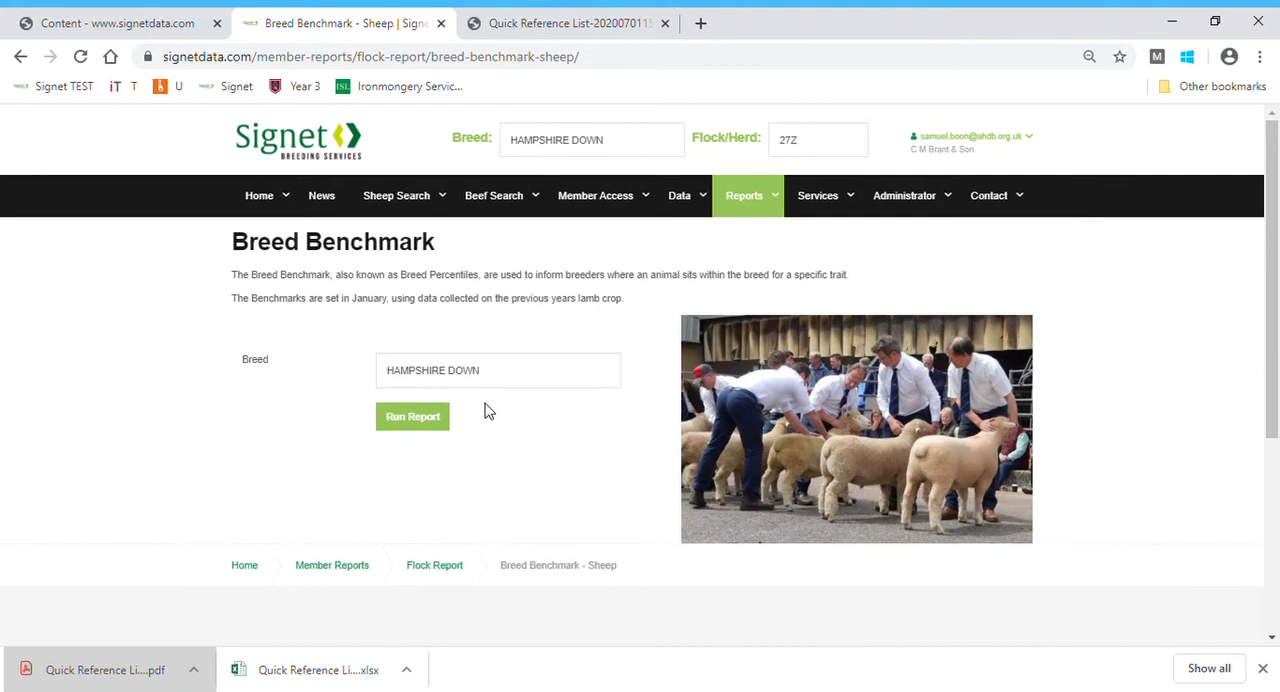 Content - www.signetdata.com
Breed Benchmark - Sheep | Signe
Quick Reference List-2020070115
signetdata.com/member-reports/flock-report/breed-benchmark-sheep/
M
Signet TEST
iT T
U
Signet
Year 3
ISL Ironmongery Servic...
Other bookmarks
Signet
BREEDING SERVICES
Breed: HAMPSHIRE DOWN
Flock/Herd: 27Z
samuel.boon@ahdb.org.uk
C M Brant & Son
Home News Sheep Search Beef Search Member Access Data Reports Services Administrator Contact
Breed Benchmark
The Breed Benchmark, also known as Breed Percentiles, are used to inform breeders where an animal sits within the breed for a specific trait.
The Benchmarks are set in January, using data collected on the previous years lamb crop.
Breed
HAMPSHIRE DOWN
Run Report
Home Member Reports Flock Report Breed Benchmark - Sheep
Quick Reference Li....pdf
Quick Reference Li....xlsx
Show all